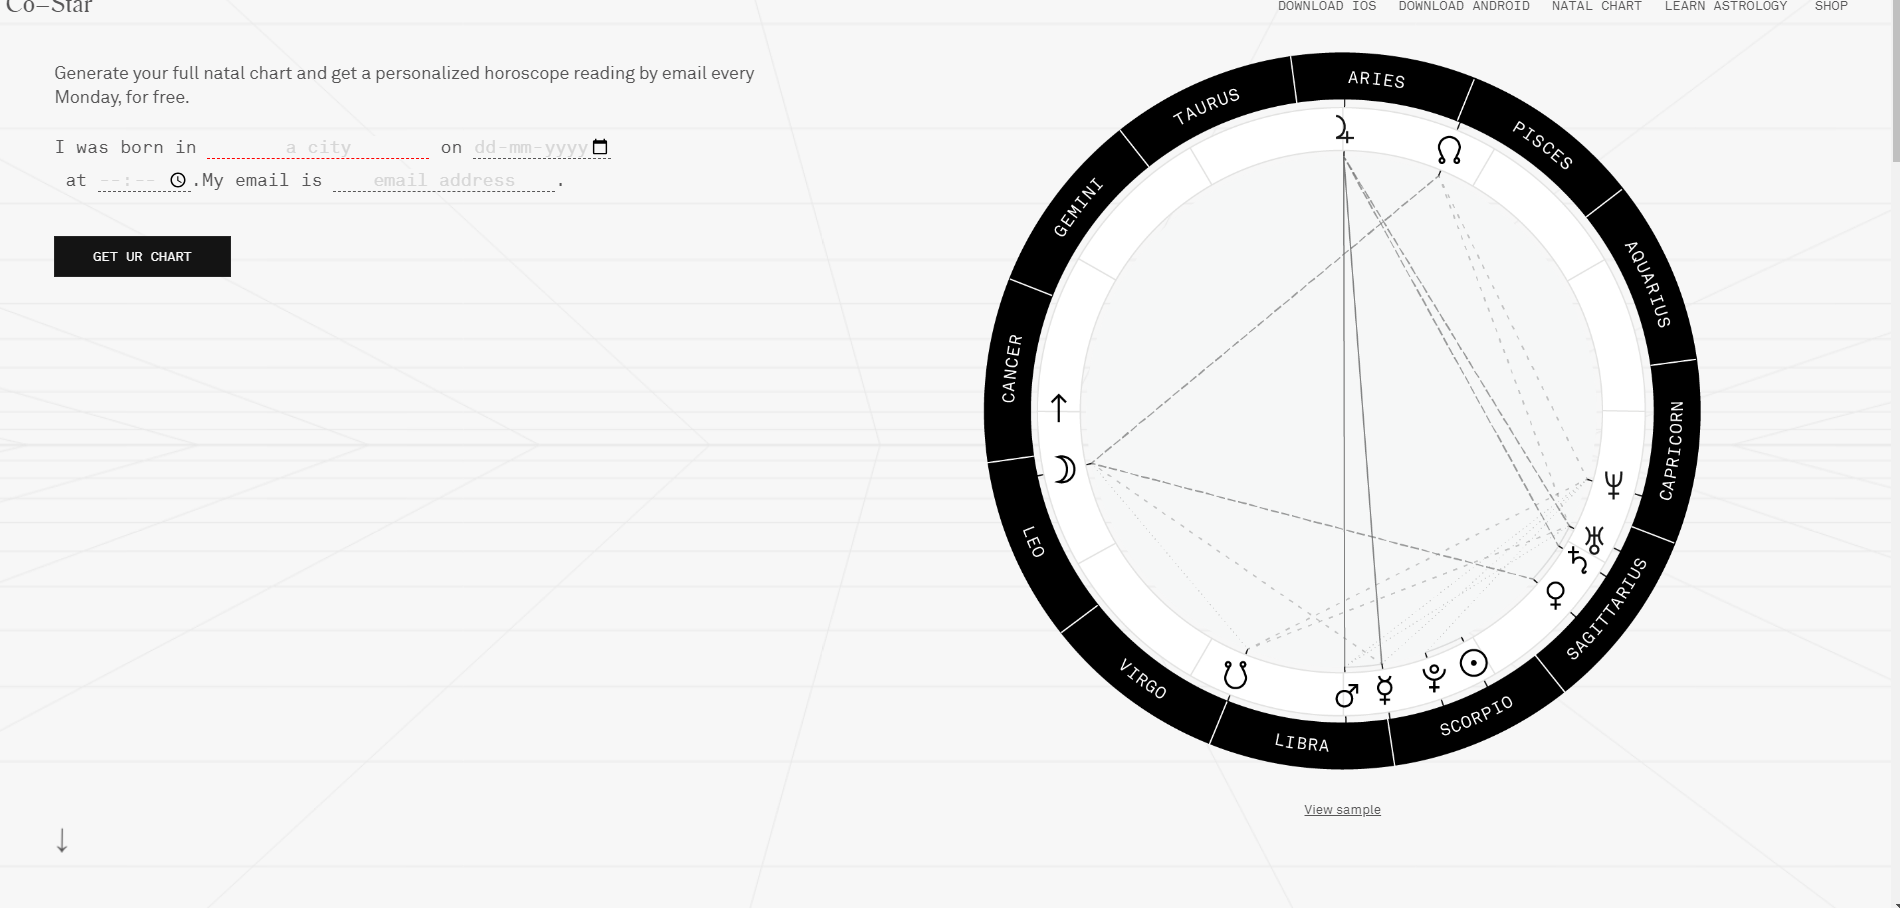 Co–Star
DOWNLOAD IOS DOWNLOAD ANDROID NATAL CHART LEARN ASTROLOGY SHOP
Generate your full natal chart and get a personalized horoscope reading by email every
Monday, for free.
I was born in a city on dd-mm-yyyy
at --:-- .My email is email address .
GET UR CHART
ARIES
TAURUS
PISCES
GEMINI
AQUARIUS
CANCER
CAPRICORN
LEO
SAGITTARIUS
VIRGO
SCORPIO
LIBRA
View sample